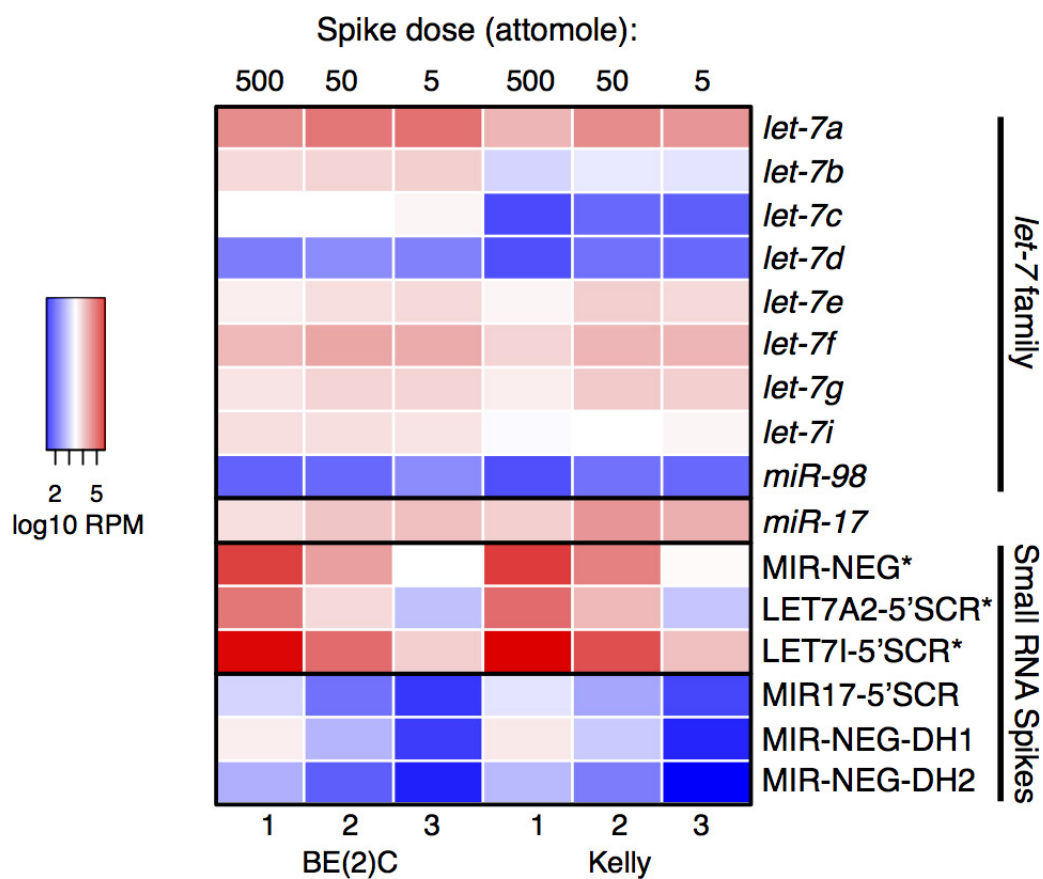 Spike dose (attomole):
500 50 5 500 50 5
let-7a
let-7b
let-7c
let-7d
let-7e
let-7f
let-7g
let-7i
miR-98
let-7 family
miR-17
MIR-NEG*
LET7A2-5’SCR*
LET7I-5’SCR*
MIR17-5’SCR
MIR-NEG-DH1
MIR-NEG-DH2
Small RNA Spikes
2 5
log10 RPM
1 2 3 1 2 3
BE(2)C Kelly